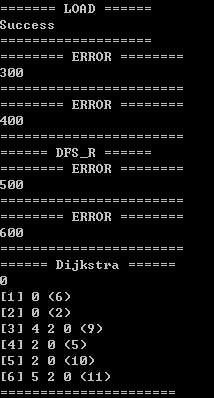 ======= LOAD ======
Success
===================
======== ERROR ========
300
=======================
======== ERROR ========
400
=======================
====== DFS_R ======
======== ERROR ========
500
=======================
======== ERROR ========
600
=======================
====== Dijkstra ======
0
[1] 0 (6)
[2] 0 (2)
[3] 4 2 0 (9)
[4] 2 0 (5)
[5] 2 0 (10)
[6] 5 2 0 (11)
======================